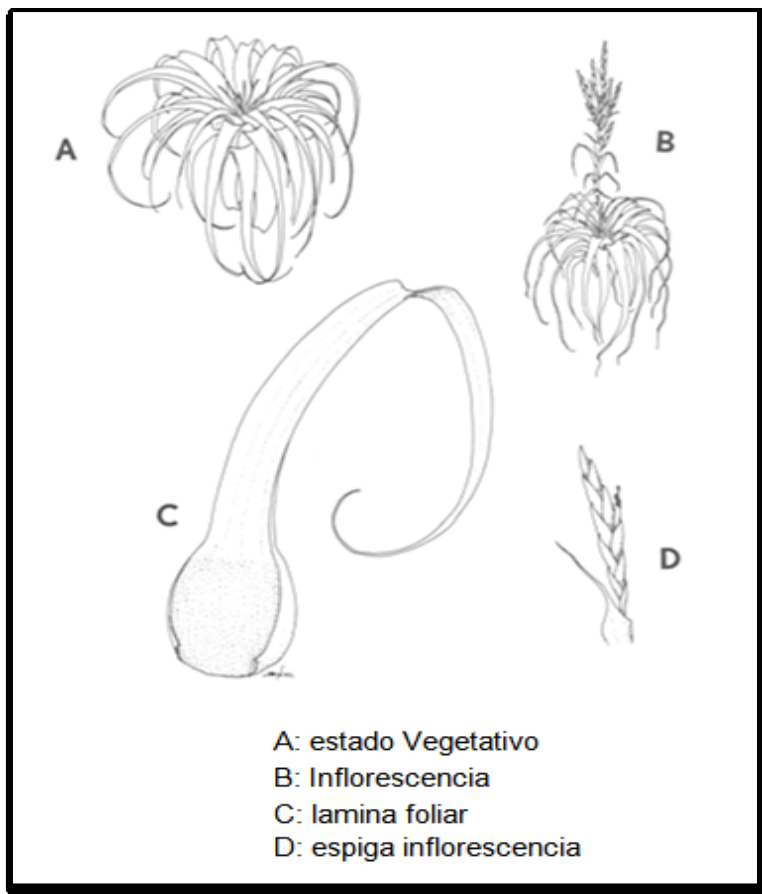 A
B
C
D
A: estado Vegetativo
B: Inflorescencia
C: lamina foliar
D: espiga inflorescencia